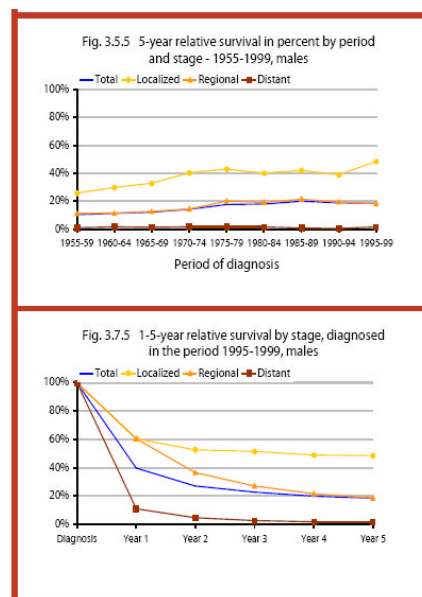 Fig. 3.5.5 5-year relative survival in percent by period
and stage - 1955-1999, males
Total Localized Regional Distant
100%
80%
60%
40%
20%
0%
1955-59 1960-64 1965-69 1970-74 1975-79 1980-84 1985-89 1990-94 1995-99
Period of diagnosis
Fig. 3.7.5 1-5-year relative survival by stage, diagnosed
in the period 1995-1999, males
Total Localized Regional Distant
100%
80%
60%
40%
20%
0%
Diagnosis Year 1 Year 2 Year 3 Year 4 Year 5